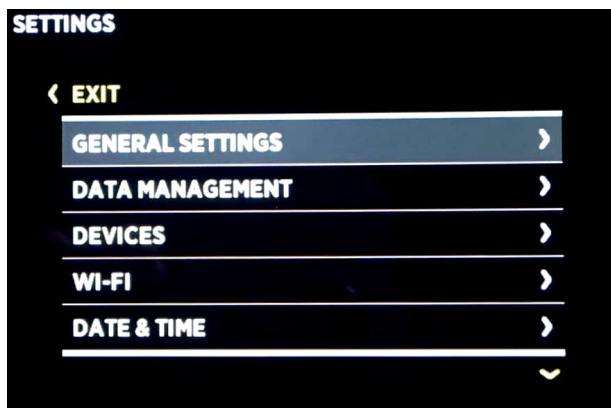 SETTINGS
EXIT
GENERAL SETTINGS
DATA MANAGEMENT
DEVICES
WI-FI
DATE & TIME